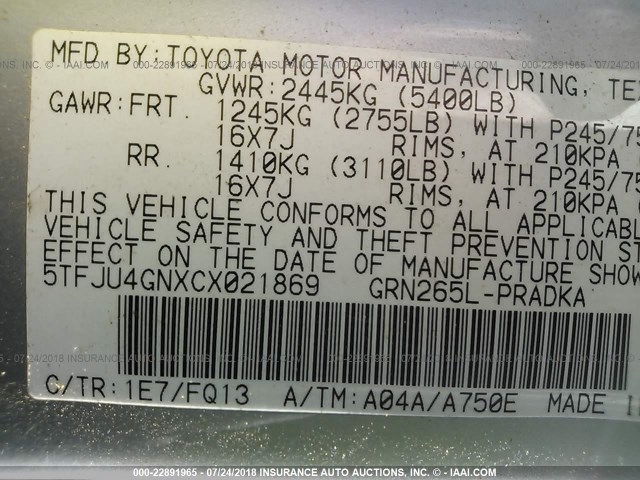 MFD BY: TOYOTA MOTOR MANUFACTURING,
GVWR: 2445KG (5400LB)
GAWR: FRT. 1245KG (2755LB) WITH P245/75
16X7J RIMS, AT 210KPA
RR. 1410KG (3110LB) WITH P245/75
16X7J RIMS, AT 210KPA
THIS VEHICLE CONFORMS TO ALL
VEHICLE SAFETY AND THEFT PREVENTION
EFFECT ON THE DATE OF MANUFACTURE
5TFJU4GNXCX021869 GRN265L-PRADKA
C/TR: 1E7/FQ13 A/TM: A04A/A750E MADE
000-22891965 - 07/24/2018 INSURANCE AUTO AUCTIONS, INC. - © IAAI.com